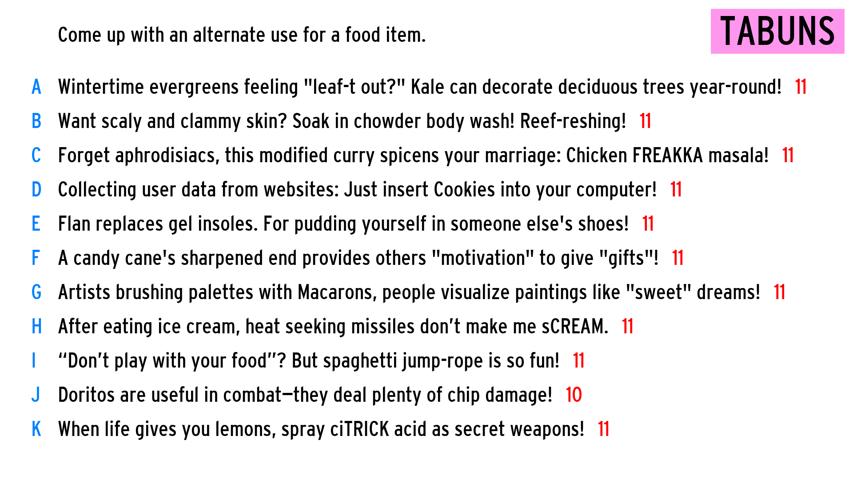 Come up with an alternate use for a food item.
TABUNS
A Wintertime evergreens feeling "leaf-t out?" Kale can decorate deciduous trees year-round! 11
B Want scaly and clammy skin? Soak in chowder body wash! Reef-reshing! 11
C Forget aphrodisiacs, this modified curry spicens your marriage: Chicken FREAKKA masala! 11
D Collecting user data from websites: Just insert Cookies into your computer! 11
E Flan replaces gel insoles. For pudding yourself in someone else's shoes! 11
F A candy cane's sharpened end provides others "motivation" to give "gifts"! 11
G Artists brushing palettes with Macarons, people visualize paintings like "sweet" dreams! 11
H After eating ice cream, heat seeking missiles don’t make me sCREAM. 11
I “Don’t play with your food”? But spaghetti jump-rope is so fun! 11
J Doritos are useful in combat—they deal plenty of chip damage! 10
K When life gives you lemons, spray ciTRICK acid as secret weapons! 11